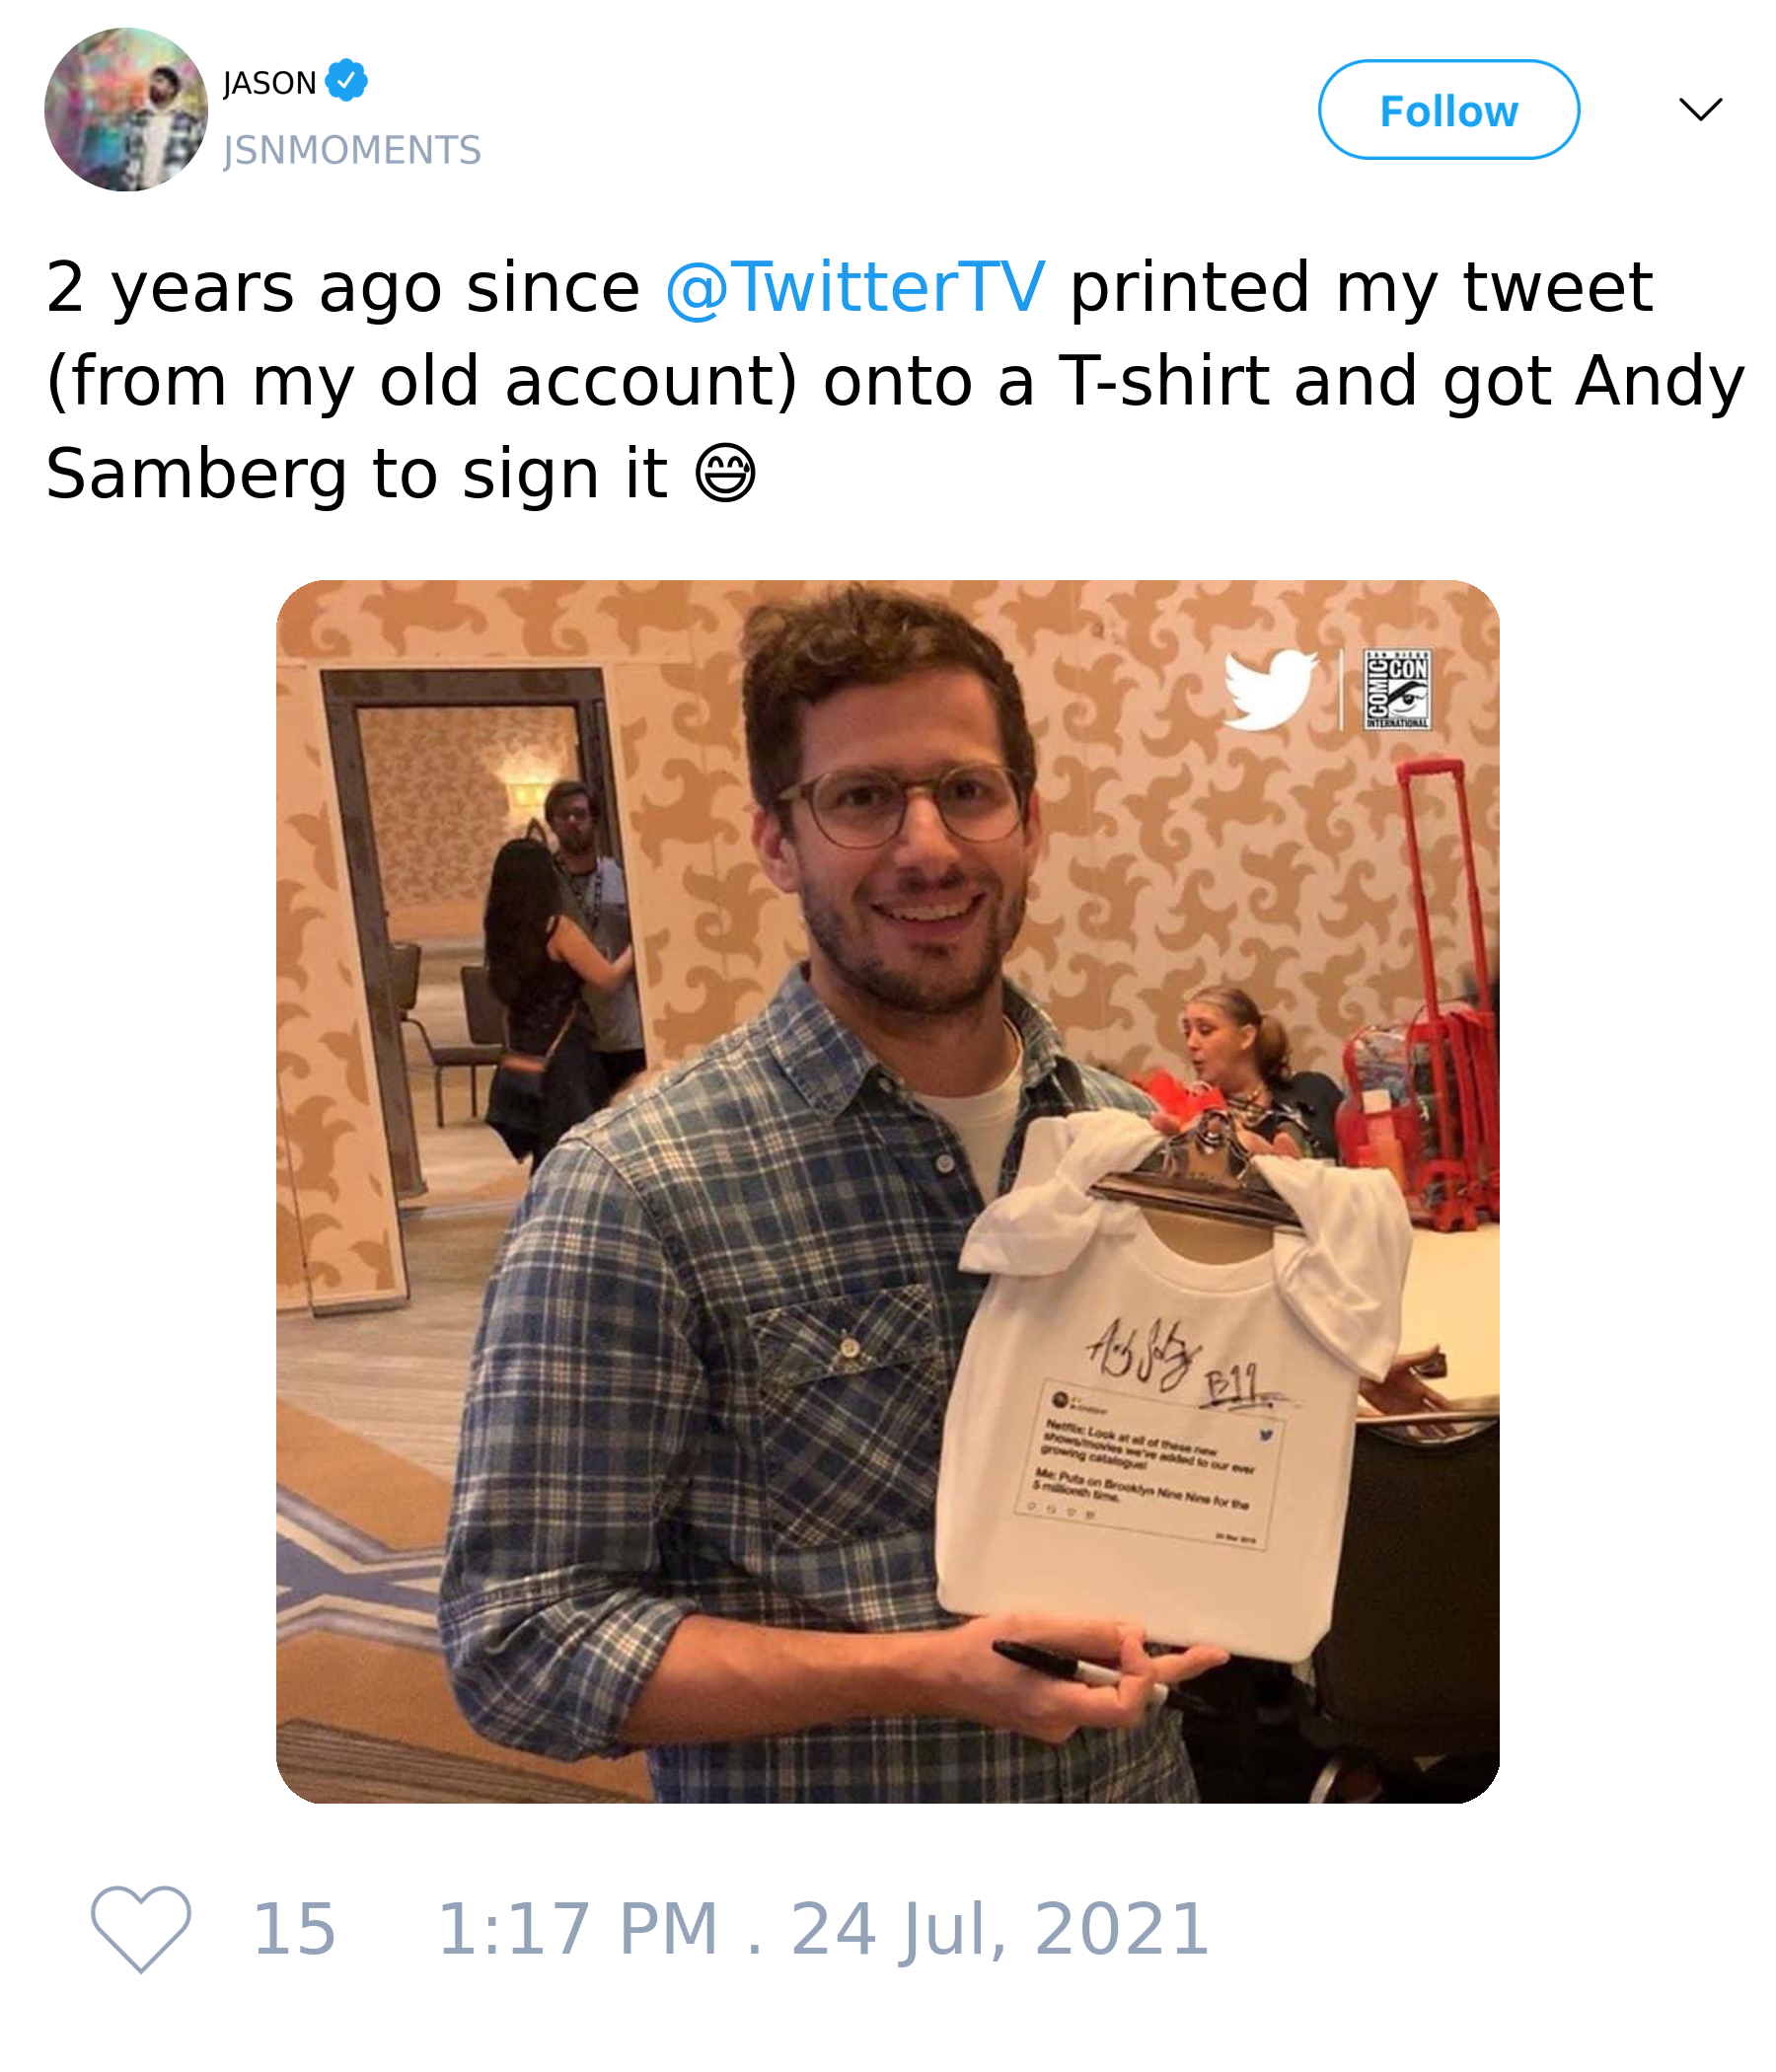 JASON
JSNMOMENTS
Follow
2 years ago since @TwitterTV printed my tweet
(from my old account) onto a T-shirt and got Andy
Samberg to sign it 😅
SAN DIEGO
COMIC CON
INTERNATIONAL
B99
Netflix: Look at all of these new
shows/movies we've added to our ever
growing catalogue!
Me: Puts on Brooklyn Nine Nine for the
5 millionth time.
15 1:17 PM . 24 Jul, 2021